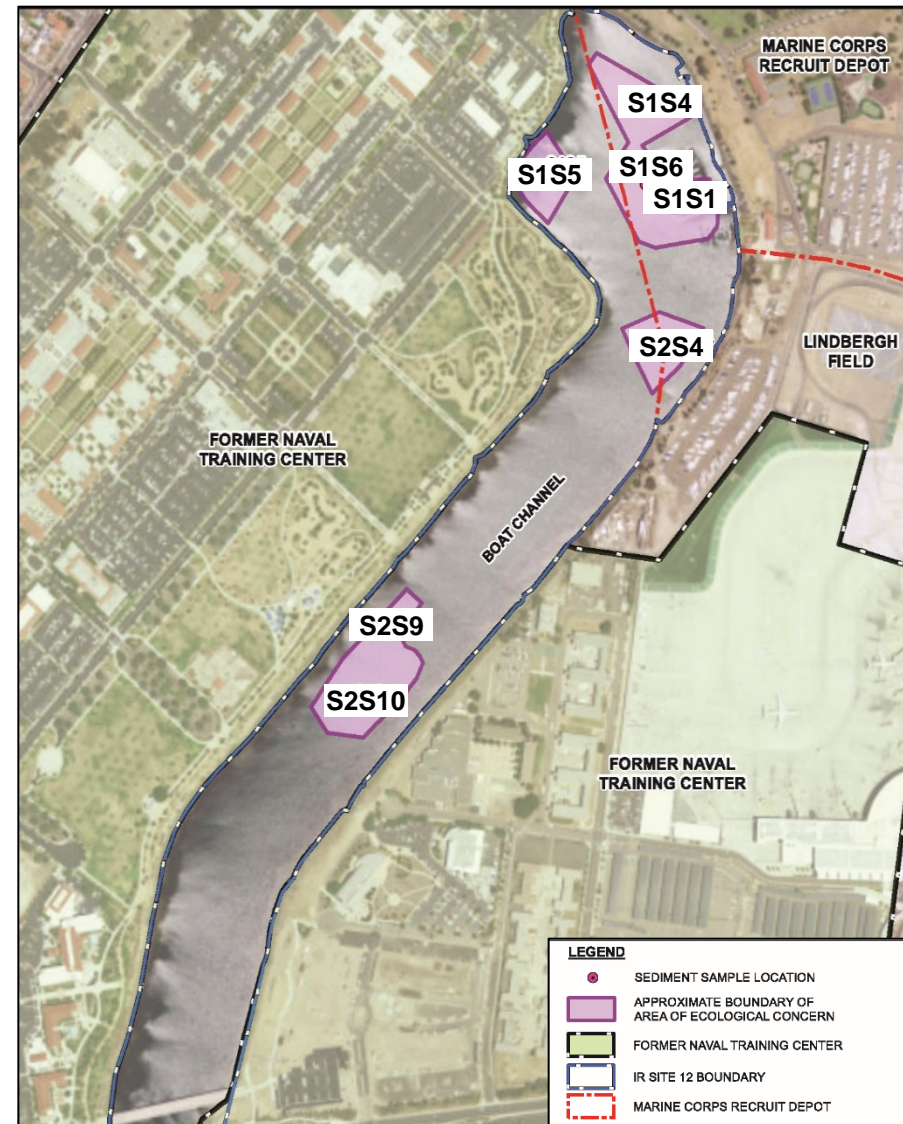 MARINE CORPS
RECRUIT DEPOT
S1S4
S1S5
S1S6
S1S1
S2S4
LINDBERGH
FIELD
FORMER NAVAL
TRAINING CENTER
BOAT CHANNEL
S2S9
S2S10
FORMER NAVAL
TRAINING CENTER
LEGEND
SEDIMENT SAMPLE LOCATION
APPROXIMATE BOUNDARY OF
AREA OF ECOLOGICAL CONCERN
FORMER NAVAL TRAINING CENTER
IR SITE 12 BOUNDARY
MARINE CORPS RECRUIT DEPOT